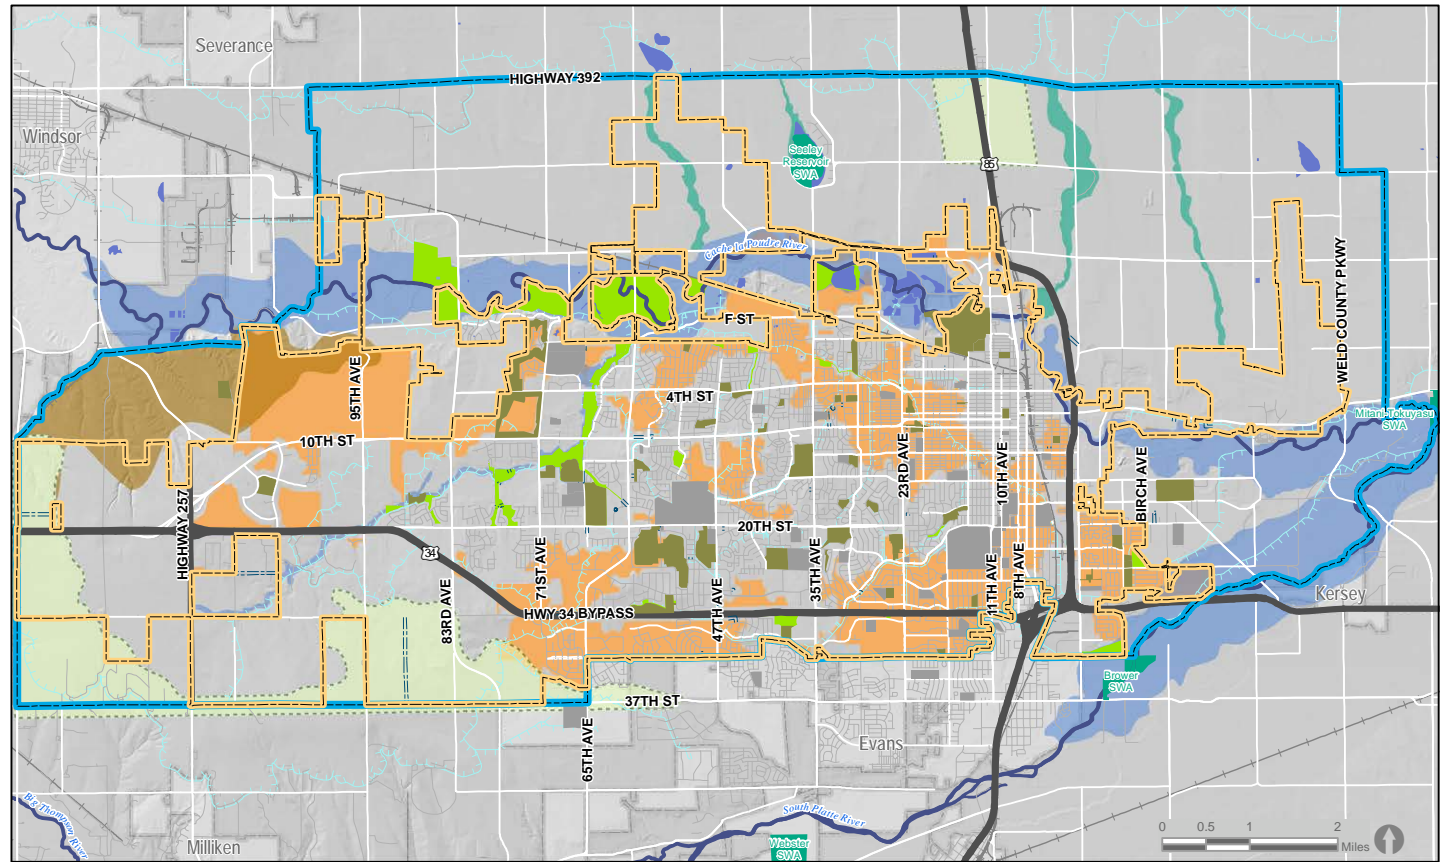 Severance
HIGHWAY 392
Windsor
Seeley
Reservoir
SWA
85
Cache la Poudre River
WELD COUNTY PKWY
F ST
95TH AVE
4TH ST
Mitani-Tokuyasu
SWA
10TH ST
23RD AVE
10TH AVE
BIRCH AVE
HIGHWAY 257
20TH ST
34
71ST AVE
35TH AVE
83RD AVE
47TH AVE
11TH AVE
8TH AVE
HWY 34 BYPASS
Kersey
Brower
SWA
37TH ST
65TH AVE
Evans
Big Thompson River
South Platte River
Milliken
Webster
SWA
0 0.5 1 2
Miles